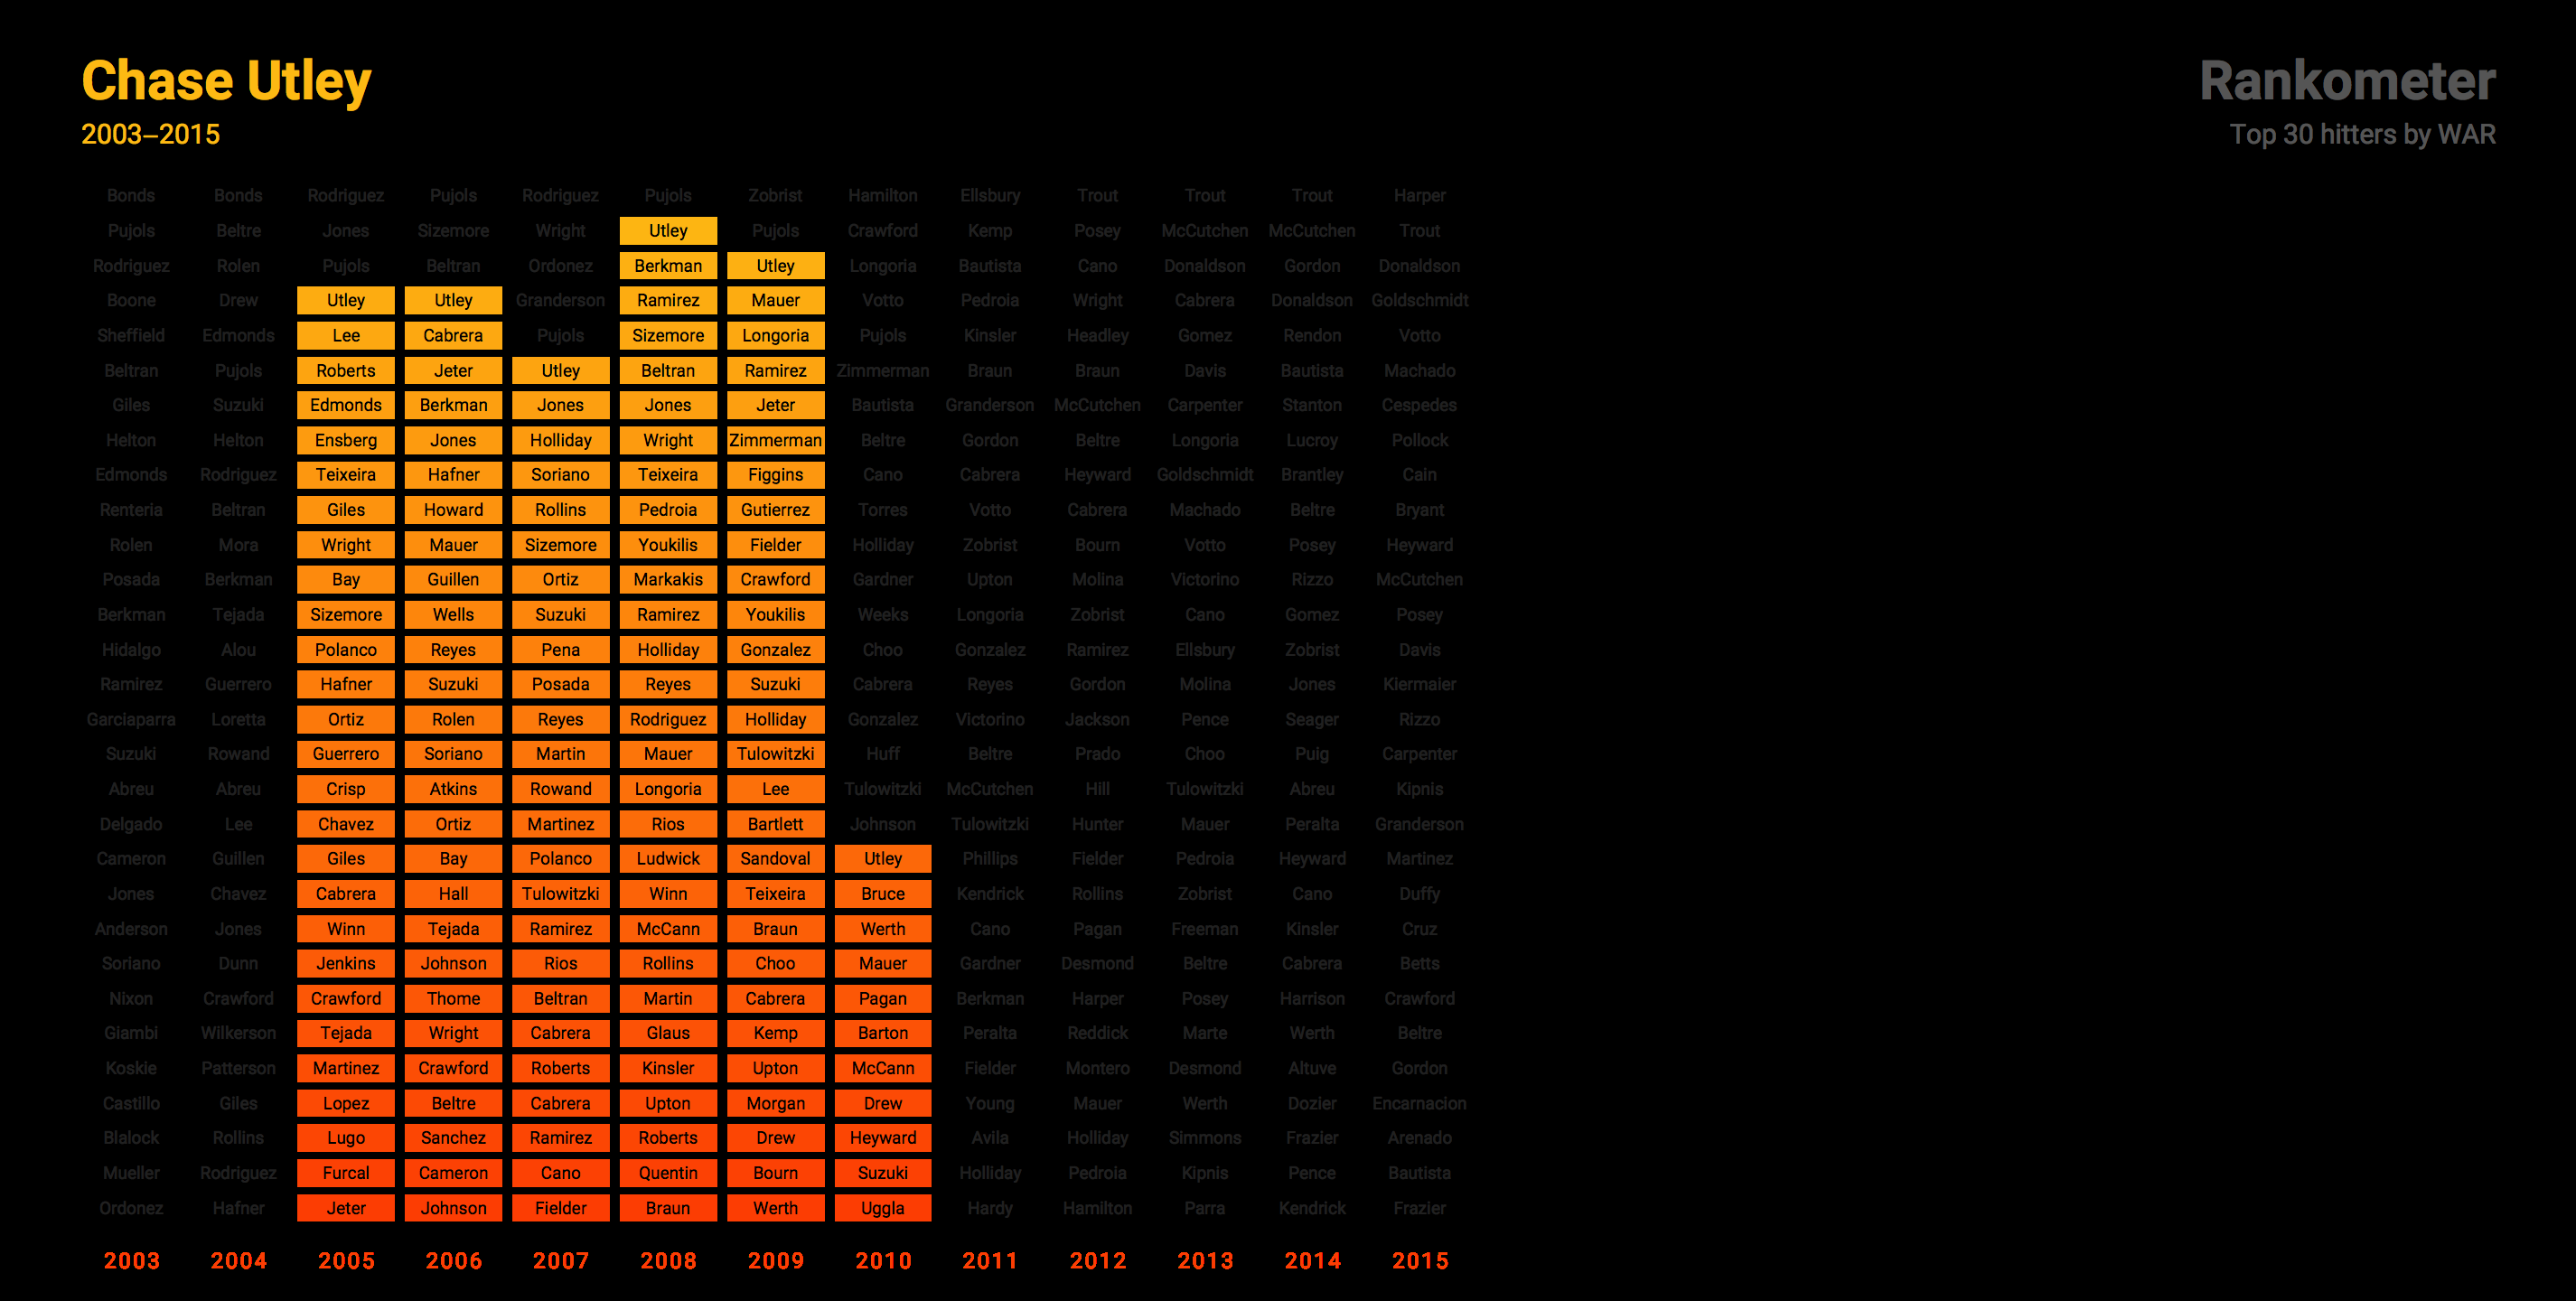 Chase Utley
2003–2015
Rankometer
Top 30 hitters by WAR
Bonds Bonds Rodriguez Pujols Rodriguez Pujols Zobrist Hamilton Ellsbury Trout Trout Trout Harper
Pujols Beltre Jones Sizemore Wright Utley Pujols Crawford Kemp Posey McCutchen McCutchen Trout
Rodriguez Rolen Pujols Beltran Ordonez Berkman Utley Longoria Bautista Cano Donaldson Gordon Donaldson
Boone Drew Utley Utley Granderson Ramirez Mauer Votto Pedroia Wright Cabrera Donaldson Goldschmidt
Sheffield Edmonds Lee Cabrera Pujols Sizemore Longoria Pujols Kinsler Headley Gomez Rendon Votto
Beltran Pujols Roberts Jeter Utley Beltran Ramirez Zimmerman Braun Braun Davis Bautista Machado
Giles Suzuki Edmonds Berkman Jones Jones Jeter Bautista Granderson McCutchen Carpenter Stanton Cespedes
Helton Helton Ensberg Jones Holliday Wright Zimmerman Beltre Gordon Beltre Longoria Lucroy Pollock
Edmonds Rodriguez Teixeira Hafner Soriano Teixeira Figgins Cano Cabrera Heyward Goldschmidt Brantley Cain
Renteria Beltran Giles Howard Rollins Pedroia Gutierrez Torres Votto Cabrera Machado Beltre Bryant
Rolen Mora Wright Mauer Sizemore Youkilis Fielder Holliday Zobrist Bourn Votto Posey Heyward
Posada Berkman Bay Guillen Ortiz Markakis Crawford Gardner Upton Molina Victorino Rizzo McCutchen
Berkman Tejada Sizemore Wells Suzuki Ramirez Youkilis Weeks Longoria Zobrist Cano Gomez Posey
Hidalgo Alou Polanco Reyes Pena Holliday Gonzalez Choo Gonzalez Ramirez Ellsbury Zobrist Davis
Ramirez Guerrero Hafner Suzuki Posada Reyes Suzuki Cabrera Reyes Gordon Molina Jones Kiermaier
Garciaparra Loretta Ortiz Rolen Reyes Rodriguez Holliday Gonzalez Victorino Jackson Pence Seager Rizzo
Suzuki Rowand Guerrero Soriano Martin Mauer Tulowitzki Huff Beltre Prado Choo Puig Carpenter
Abreu Abreu Crisp Atkins Rowand Longoria Lee Tulowitzki McCutchen Hill Tulowitzki Abreu Kipnis
Delgado Lee Chavez Ortiz Martinez Rios Bartlett Johnson Tulowitzki Hunter Mauer Peralta Granderson
Cameron Guillen Giles Bay Polanco Ludwick Sandoval Utley Phillips Fielder Pedroia Heyward Martinez
Jones Chavez Cabrera Hall Tulowitzki Winn Teixeira Bruce Kendrick Rollins Zobrist Cano Duffy
Anderson Jones Winn Tejada Ramirez McCann Braun Werth Cano Pagan Freeman Kinsler Cruz
Soriano Dunn Jenkins Johnson Rios Rollins Choo Mauer Gardner Desmond Beltre Cabrera Betts
Nixon Crawford Crawford Thome Beltran Martin Cabrera Pagan Berkman Harper Posey Harrison Crawford
Giambi Wilkerson Tejada Wright Cabrera Glaus Kemp Barton Peralta Reddick Marte Werth Beltre
Koskie Patterson Martinez Crawford Roberts Kinsler Upton McCann Fielder Montero Desmond Altuve Gordon
Castillo Giles Lopez Beltre Cabrera Upton Morgan Drew Young Mauer Werth Dozier Encarnacion
Blalock Rollins Lugo Sanchez Ramirez Roberts Drew Heyward Avila Holliday Simmons Frazier Arenado
Mueller Rodriguez Furcal Cameron Cano Quentin Bourn Suzuki Holliday Pedroia Kipnis Pence Bautista
Ordonez Hafner Jeter Johnson Fielder Braun Werth Uggla Hardy Hamilton Parra Kendrick Frazier
2003 2004 2005 2006 2007 2008 2009 2010 2011 2012 2013 2014 2015